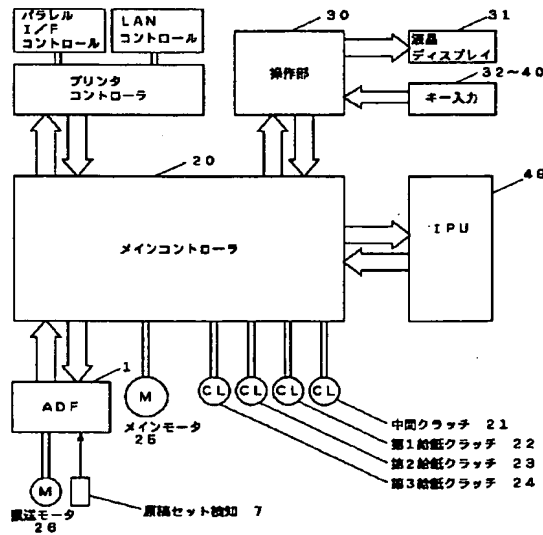 パラレル
I/F
コントロール
LAN
コントロール
プリンタ
コントローラ
30
操作部
31
液晶
ディスプレイ
32～40
キー入力
20
メインコントローラ
49
IPU
1
ADF
M
メインモータ
25
CL
CL
CL
CL
中間クラッチ 21
第1給紙クラッチ 22
第2給紙クラッチ 23
第3給紙クラッチ 24
M
搬送モータ
26
原稿セット検知 7